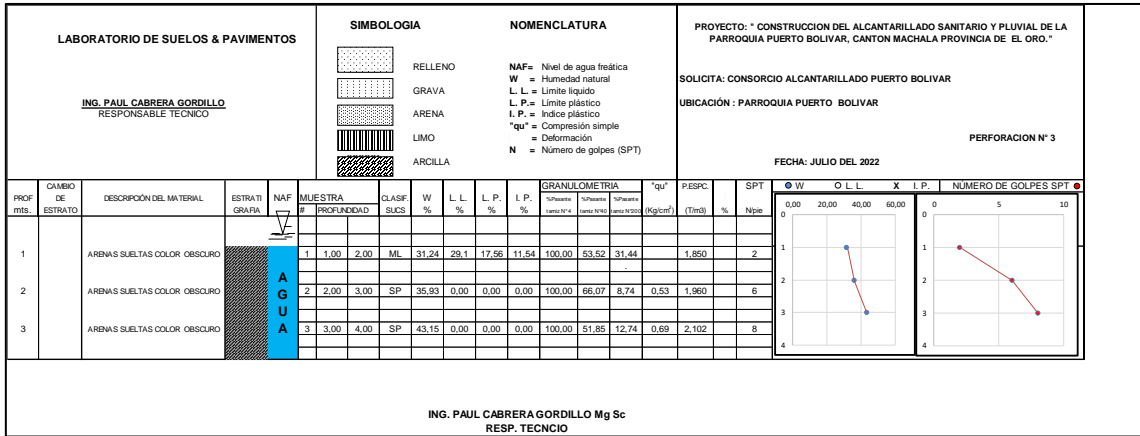 LABORATORIO DE SUELOS & PAVIMENTOS
ING. PAUL CABRERA GORDILLO
RESPONSABLE TECNICO
SIMBOLOGIA
RELLENO
GRAVA
ARENA
LIMO
ARCILLA
NOMENCLATURA
NAF= Nivel de agua freática
W = Humedad natural
L. L. = Limite liquido
L. P.= Límite plástico
I. P. = Indice plástico
"qu" = Compresión simple
= Deformación
N = Número de golpes (SPT)
PROYECTO: " CONSTRUCCION DEL ALCANTARILLADO SANITARIO Y PLUVIAL DE LA
PARROQUIA PUERTO BOLIVAR, CANTON MACHALA PROVINCIA DE EL ORO."
SOLICITA: CONSORCIO ALCANTARILLADO PUERTO BOLIVAR
UBICACIÓN : PARROQUIA PUERTO BOLIVAR
PERFORACION N° 3
FECHA: JULIO DEL 2022
PROF mts. CAMBIO DE ESTRATO DESCRIPCIÓN DEL MATERIAL ESTRATI GRAFIA NAF MUESTRA # PROFUNDIDAD CLASIF. SUCS W % L. L. % L. P. % I. P. % GRANULOMETRIA %Pasante tamiz N°4 %Pasante tamiz N°40 %Pasante tamiz N°200 "qu" (Kg/cm²) P.ESPC. (T/m3) % SPT N/pie
1 ARENAS SUELTAS COLOR OBSCURO 1 1,00 2,00 ML 31,24 29,1 17,56 11,54 100,00 53,52 31,44 1,850 2
2 ARENAS SUELTAS COLOR OBSCURO 2 2,00 3,00 SP 35,93 0,00 0,00 0,00 100,00 66,07 8,74 0,53 1,960 6
3 ARENAS SUELTAS COLOR OBSCURO 3 3,00 4,00 SP 43,15 0,00 0,00 0,00 100,00 51,85 12,74 0,69 2,102 8
A
G
U
A
W O L. L. X I. P. NÚMERO DE GOLPES SPT
0,00 20,00 40,00 60,00
0
1
2
3
4
0 5 10
0
1
2
3
4
ING. PAUL CABRERA GORDILLO Mg Sc
RESP. TECNCIO